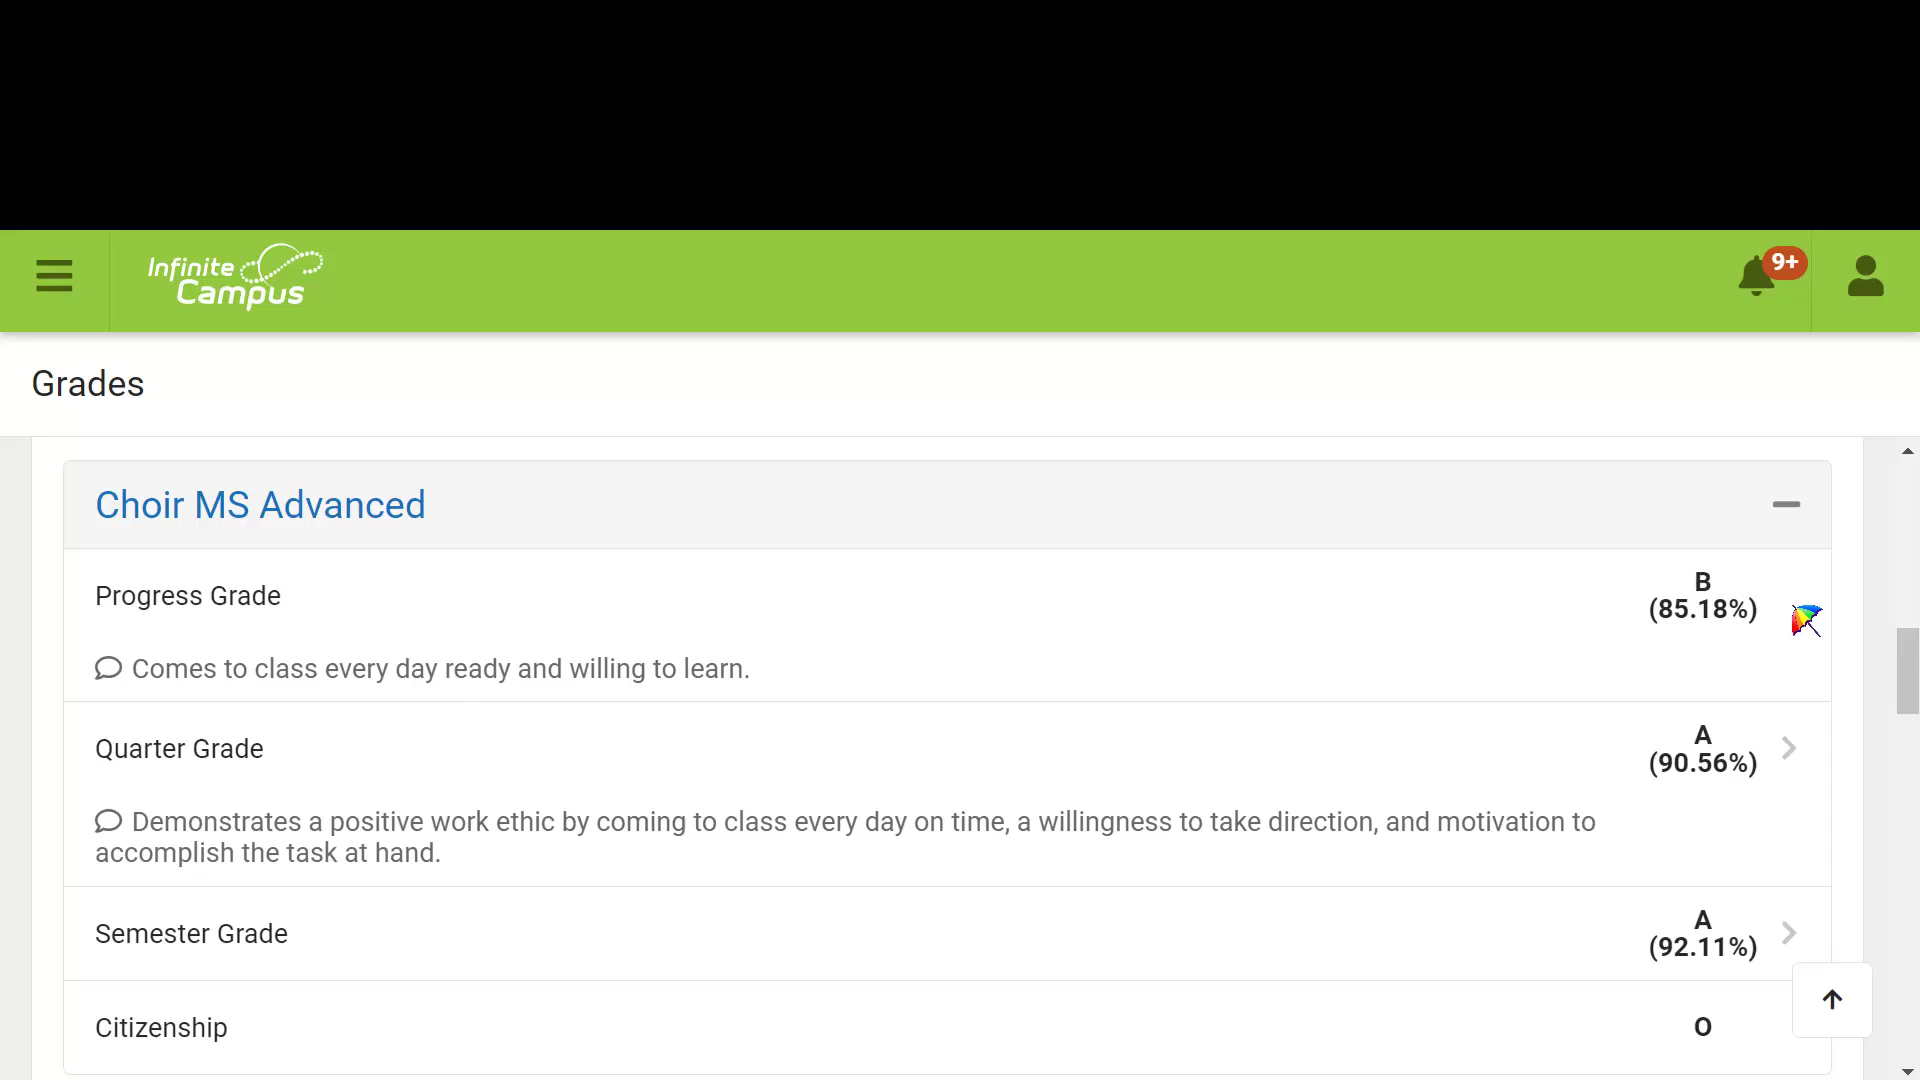 Infinite
Campus
9+
Grades
Choir MS Advanced
Progress Grade
B
(85.18%)
Comes to class every day ready and willing to learn.
Quarter Grade
A
(90.56%)
Demonstrates a positive work ethic by coming to class every day on time, a willingness to take direction, and motivation to
accomplish the task at hand.
Semester Grade
A
(92.11%)
Citizenship
O